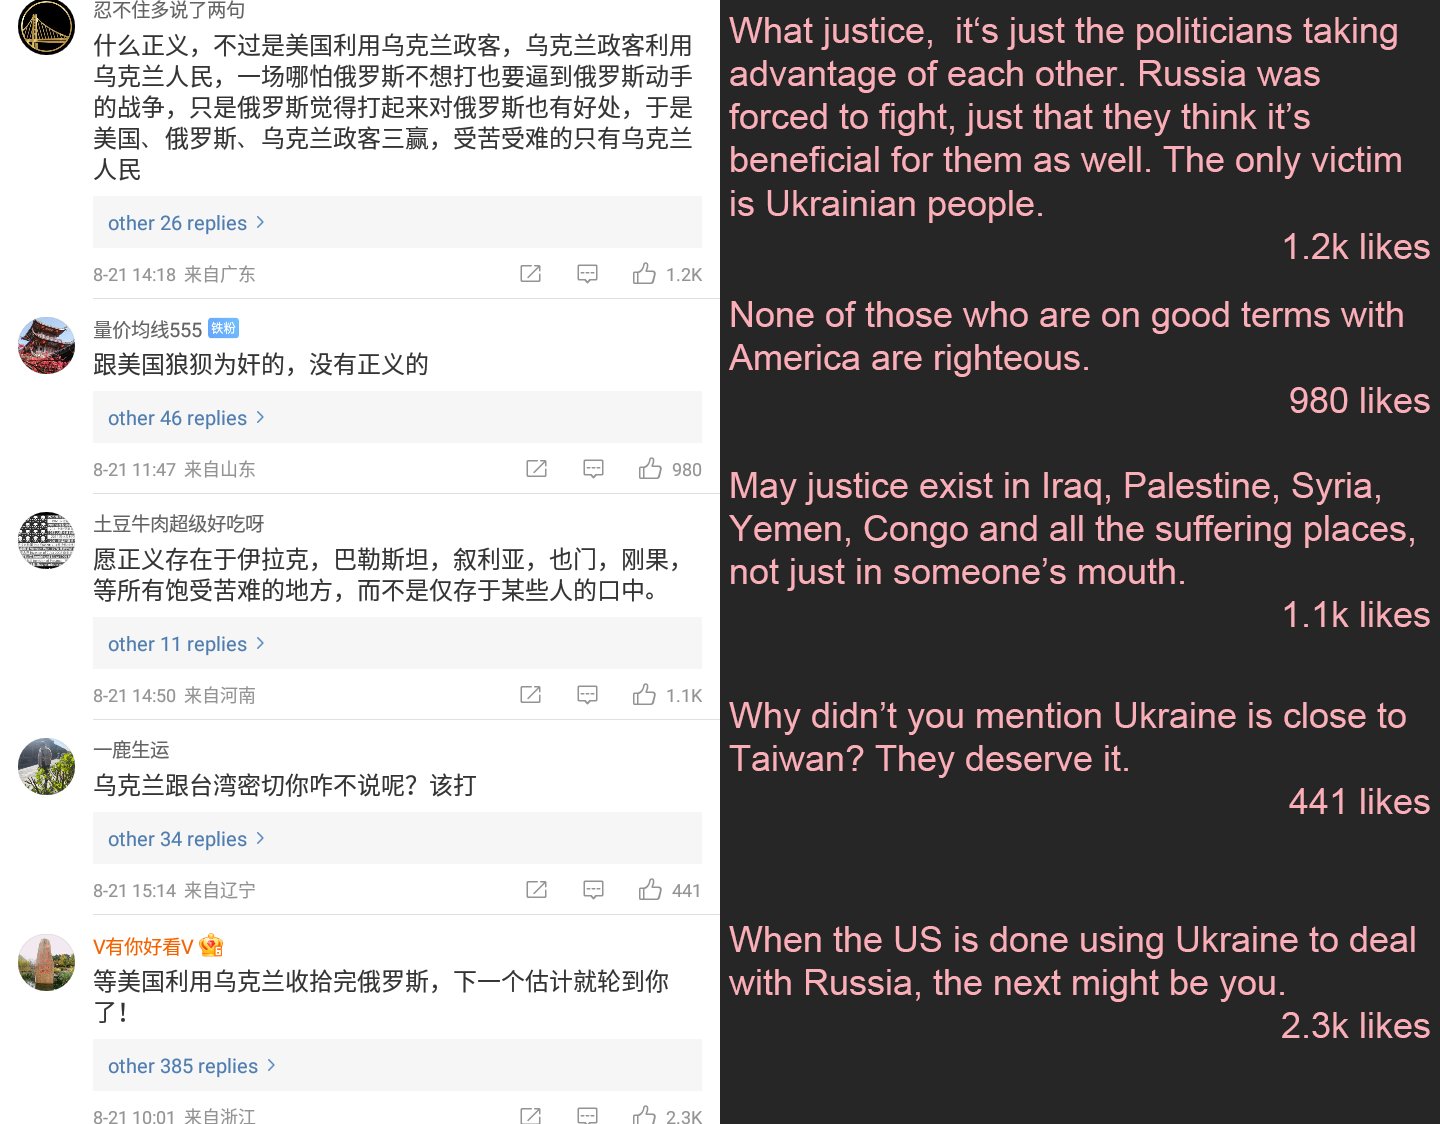 忍不住多说了两句
什么正义，不过是美国利用乌克兰政客，乌克兰政客利用
乌克兰人民，一场哪怕俄罗斯不想打也要逼到俄罗斯动手
的战争，只是俄罗斯觉得打起来对俄罗斯也有好处，于是
美国、俄罗斯、乌克兰政客三赢，受苦受难的只有乌克兰
人民
other 26 replies >
8-21 14:18 来自广东
1.2K
量价均线555 铁粉
跟美国狼狈为奸的，没有正义的
other 46 replies >
8-21 11:47 来自山东
980
土豆牛肉超级好吃呀
愿正义存在于伊拉克，巴勒斯坦，叙利亚，也门，刚果，
等所有饱受苦难的地方，而不是仅存于某些人的口中。
other 11 replies >
8-21 14:50 来自河南
1.1K
一鹿生运
乌克兰跟台湾密切你咋不说呢？该打
other 34 replies >
8-21 15:14 来自辽宁
441
V有你好看V
等美国利用乌克兰收拾完俄罗斯，下一个估计就轮到你
了！
other 385 replies >
8-21 10:01 来自浙江
2.3K
What justice,  it‘s just the politicians taking
advantage of each other. Russia was
forced to fight, just that they think it’s
beneficial for them as well. The only victim
is Ukrainian people.
1.2k likes
None of those who are on good terms with
America are righteous.
980 likes
May justice exist in Iraq, Palestine, Syria,
Yemen, Congo and all the suffering places,
not just in someone’s mouth.
1.1k likes
Why didn’t you mention Ukraine is close to
Taiwan? They deserve it.
441 likes
When the US is done using Ukraine to deal
with Russia, the next might be you.
2.3k likes